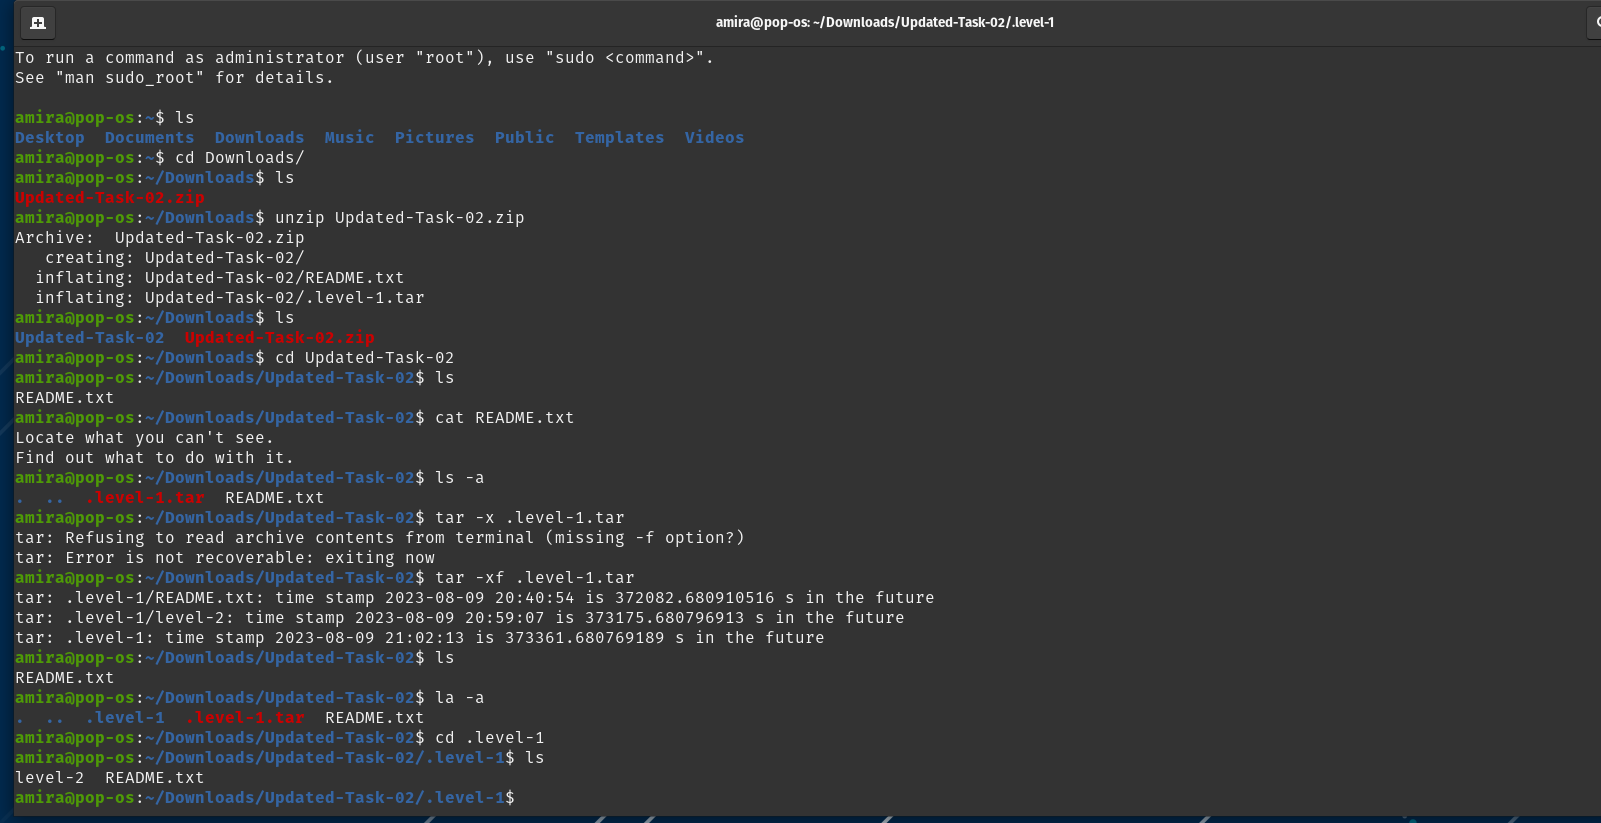 amira@pop-os: ~/Downloads/Updated-Task-02/.level-1
To run a command as administrator (user "root"), use "sudo <command>".
See "man sudo_root" for details.
amira@pop-os:~$ ls
Desktop  Documents  Downloads  Music  Pictures  Public  Templates  Videos
amira@pop-os:~$ cd Downloads/
amira@pop-os:~/Downloads$ ls
Updated-Task-02.zip
amira@pop-os:~/Downloads$ unzip Updated-Task-02.zip
Archive:  Updated-Task-02.zip
   creating: Updated-Task-02/
  inflating: Updated-Task-02/README.txt
  inflating: Updated-Task-02/.level-1.tar
amira@pop-os:~/Downloads$ ls
Updated-Task-02  Updated-Task-02.zip
amira@pop-os:~/Downloads$ cd Updated-Task-02
amira@pop-os:~/Downloads/Updated-Task-02$ ls
README.txt
amira@pop-os:~/Downloads/Updated-Task-02$ cat README.txt
Locate what you can't see.
Find out what to do with it.
amira@pop-os:~/Downloads/Updated-Task-02$ ls -a
.  ..  .level-1.tar  README.txt
amira@pop-os:~/Downloads/Updated-Task-02$ tar -x .level-1.tar
tar: Refusing to read archive contents from terminal (missing -f option?)
tar: Error is not recoverable: exiting now
amira@pop-os:~/Downloads/Updated-Task-02$ tar -xf .level-1.tar
tar: .level-1/README.txt: time stamp 2023-08-09 20:40:54 is 372082.680910516 s in the future
tar: .level-1/level-2: time stamp 2023-08-09 20:59:07 is 373175.680796913 s in the future
tar: .level-1: time stamp 2023-08-09 21:02:13 is 373361.680769189 s in the future
amira@pop-os:~/Downloads/Updated-Task-02$ ls
README.txt
amira@pop-os:~/Downloads/Updated-Task-02$ la -a
.  ..  .level-1  .level-1.tar  README.txt
amira@pop-os:~/Downloads/Updated-Task-02$ cd .level-1
amira@pop-os:~/Downloads/Updated-Task-02/.level-1$ ls
level-2  README.txt
amira@pop-os:~/Downloads/Updated-Task-02/.level-1$